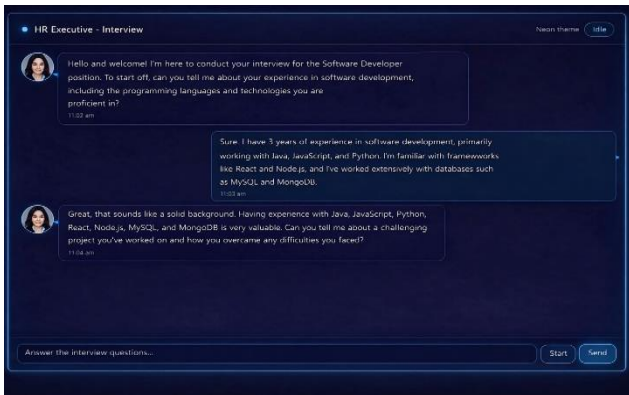 HR Executive - Interview
Neon theme
Idle
Hello and welcome! I'm here to
conduct your interview for the Software Developer
position. To start off, can you tell me about your experience in software development,
including the programming languages and technologies you are
proficient in?
11:02 am
Sure. I have 3 years of experience in software development, primarily
working with Java, JavaScript, and Python. I'm familiar with framewworks
like React and Node.js, and I've worked extensively with databases such
as MySQL and MongoDB.
11:03 am
Great, that sounds like a solid background. Having experience with Java, JavaScript, Python,
React, Node.js, MySQL, and MongoDB is very valuable. Can you tell me about a challenging
project you've worked on and how you overcame any difficulties you faced?
11:04 am
Answer the interview questions...
Start
Send